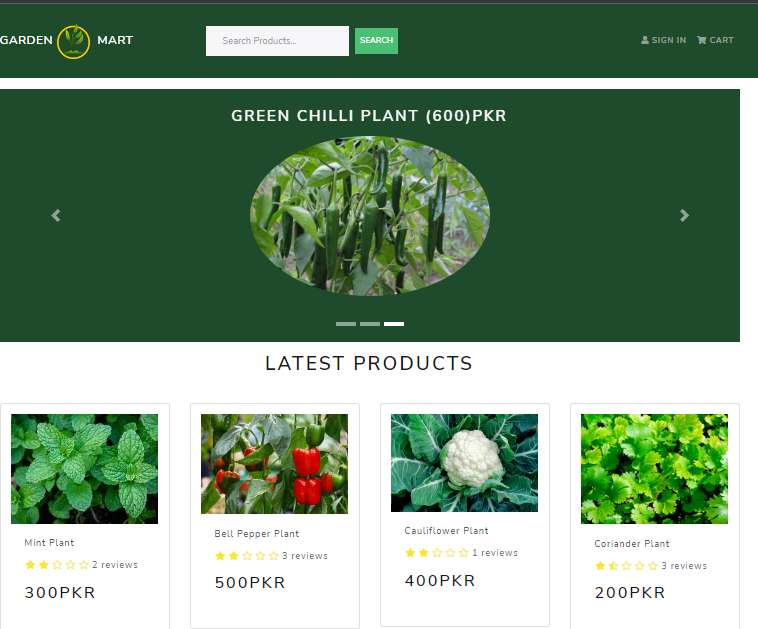 GARDEN MART
Search Products...
SEARCH
SIGN IN
CART
GREEN CHILLI PLANT (600)PKR
LATEST PRODUCTS
Mint Plant
2 reviews
300PKR
Bell Pepper Plant
3 reviews
500PKR
Cauliflower Plant
1 reviews
400PKR
Coriander Plant
3 reviews
200PKR